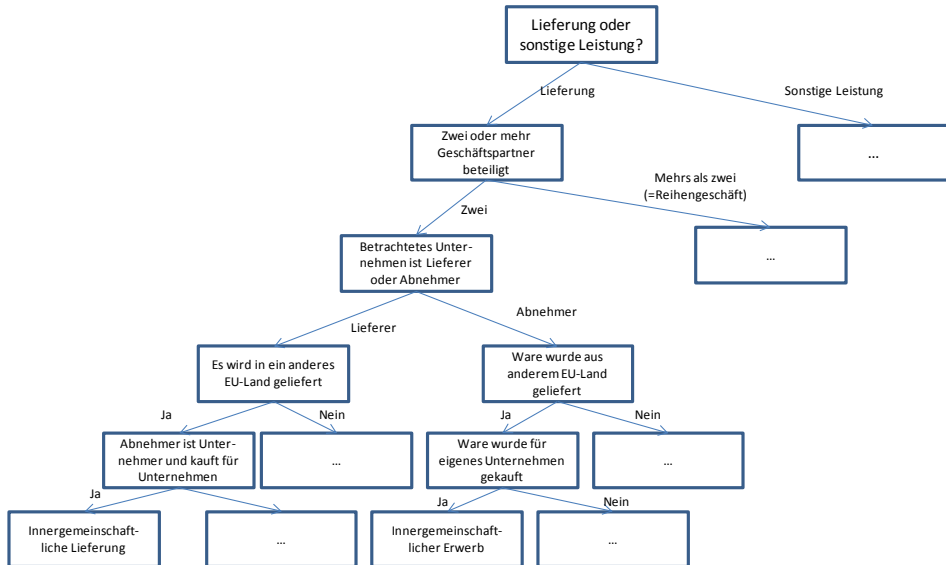 Lieferung oder
sonstige Leistung?
Lieferung
Sonstige Leistung
Zwei oder mehr
Geschäftspartner
beteiligt
...
Mehrs als zwei
(=Reihengeschäft)
Zwei
Betrachtetes Unter-
nehmen ist Lieferer
oder Abnehmer
...
Abnehmer
Lieferer
Es wird in ein anderes
EU-Land geliefert
Ware wurde aus
anderem EU-Land
geliefert
Ja
Nein
Ja
Nein
Abnehmer ist Unter-
nehmer und kauft für
Unternehmen
...
Ware wurde für
eigenes Unternehmen
gekauft
...
Ja
Ja
Nein
Innergemeinschaft-
liche Lieferung
...
Innergemeinschaft-
licher Erwerb
...